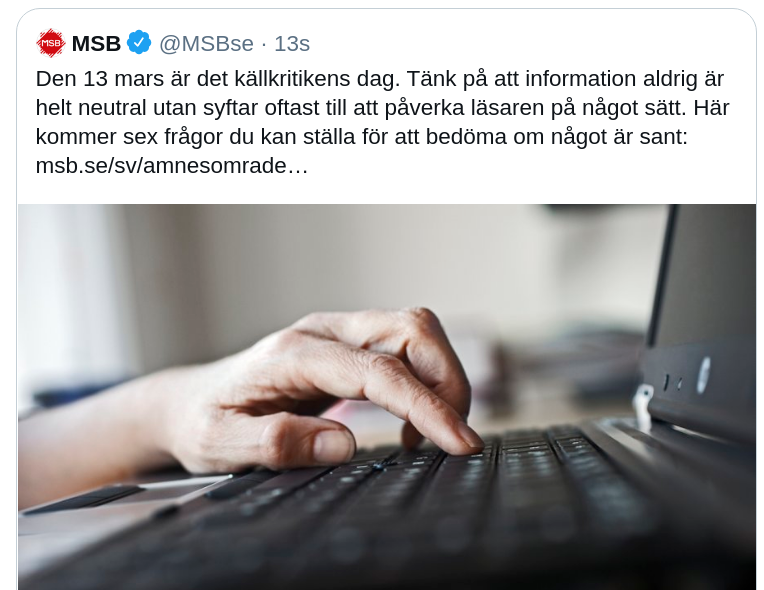 MSB @MSBse · 13s
Den 13 mars är det källkritikens dag. Tänk på att information aldrig är
helt neutral utan syftar oftast till att påverka läsaren på något sätt. Här
kommer sex frågor du kan ställa för att bedöma om något är sant:
msb.se/sv/amnesomrade…